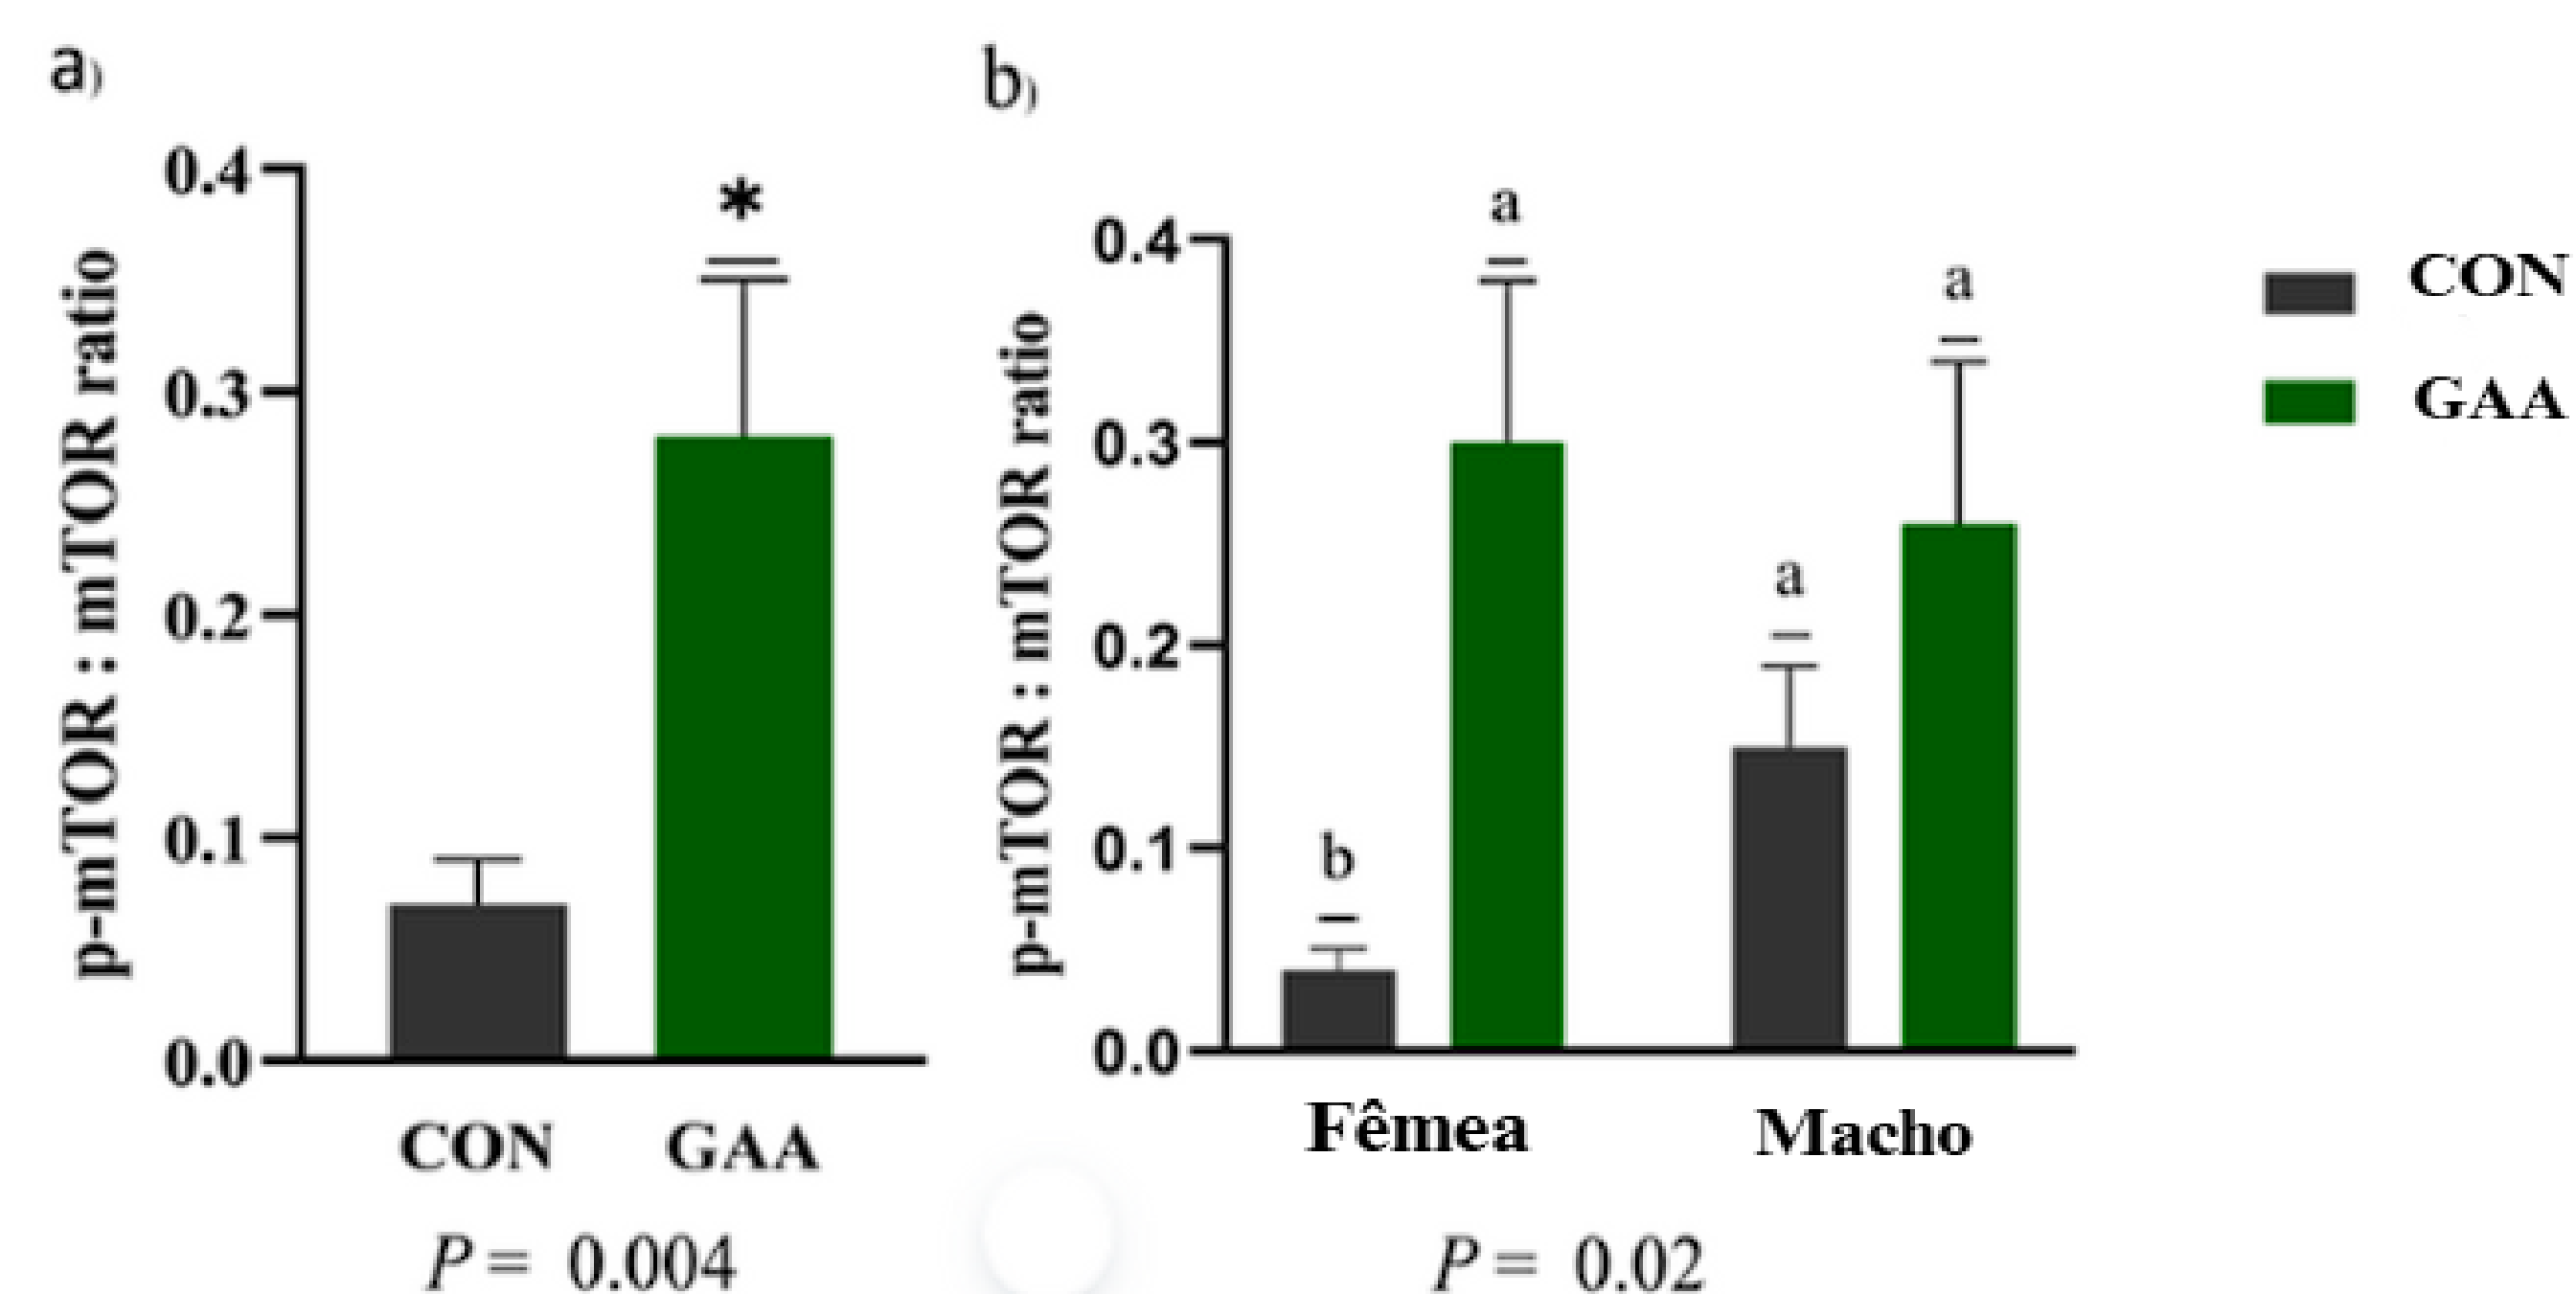 a)
p-mTOR : mTOR ratio
0.4
0.3
0.2
0.1
0.0
*
CON GAA
P = 0.004
b)
p-mTOR : mTOR ratio
0.4
0.3
0.2
0.1
0.0
b
a
a
a
Fêmea Macho
P = 0.02
CON
GAA